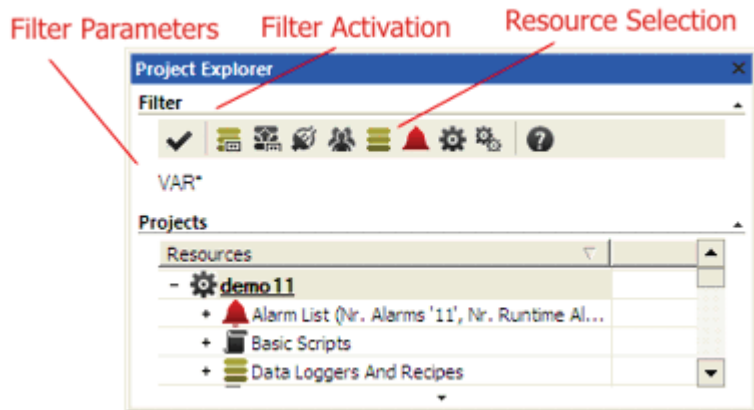 Filter Parameters Filter Activation Resource Selection
Project Explorer
Filter
VAR*
Projects
Resources
demo11
Alarm List (Nr. Alarms '11', Nr. Runtime Al...
Basic Scripts
Data Loggers And Recipes